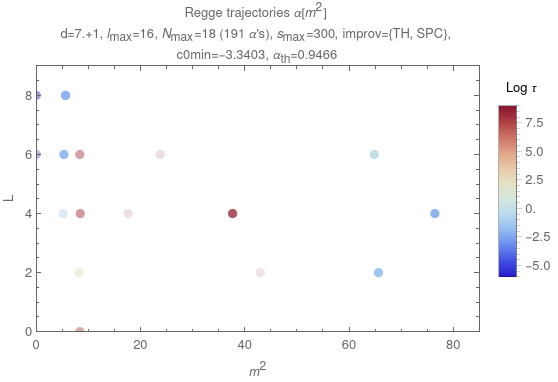 Regge trajectories α[m²]
d=7.+1, lmax=16, Nmax=18 (191 α's), smax=300, improv={TH, SPC},
c0min=−3.3403, αth=0.9466
Log τ
7.5
5.0
2.5
0.
−2.5
−5.0
L
8
6
4
2
0
0 20 40 60 80
m²